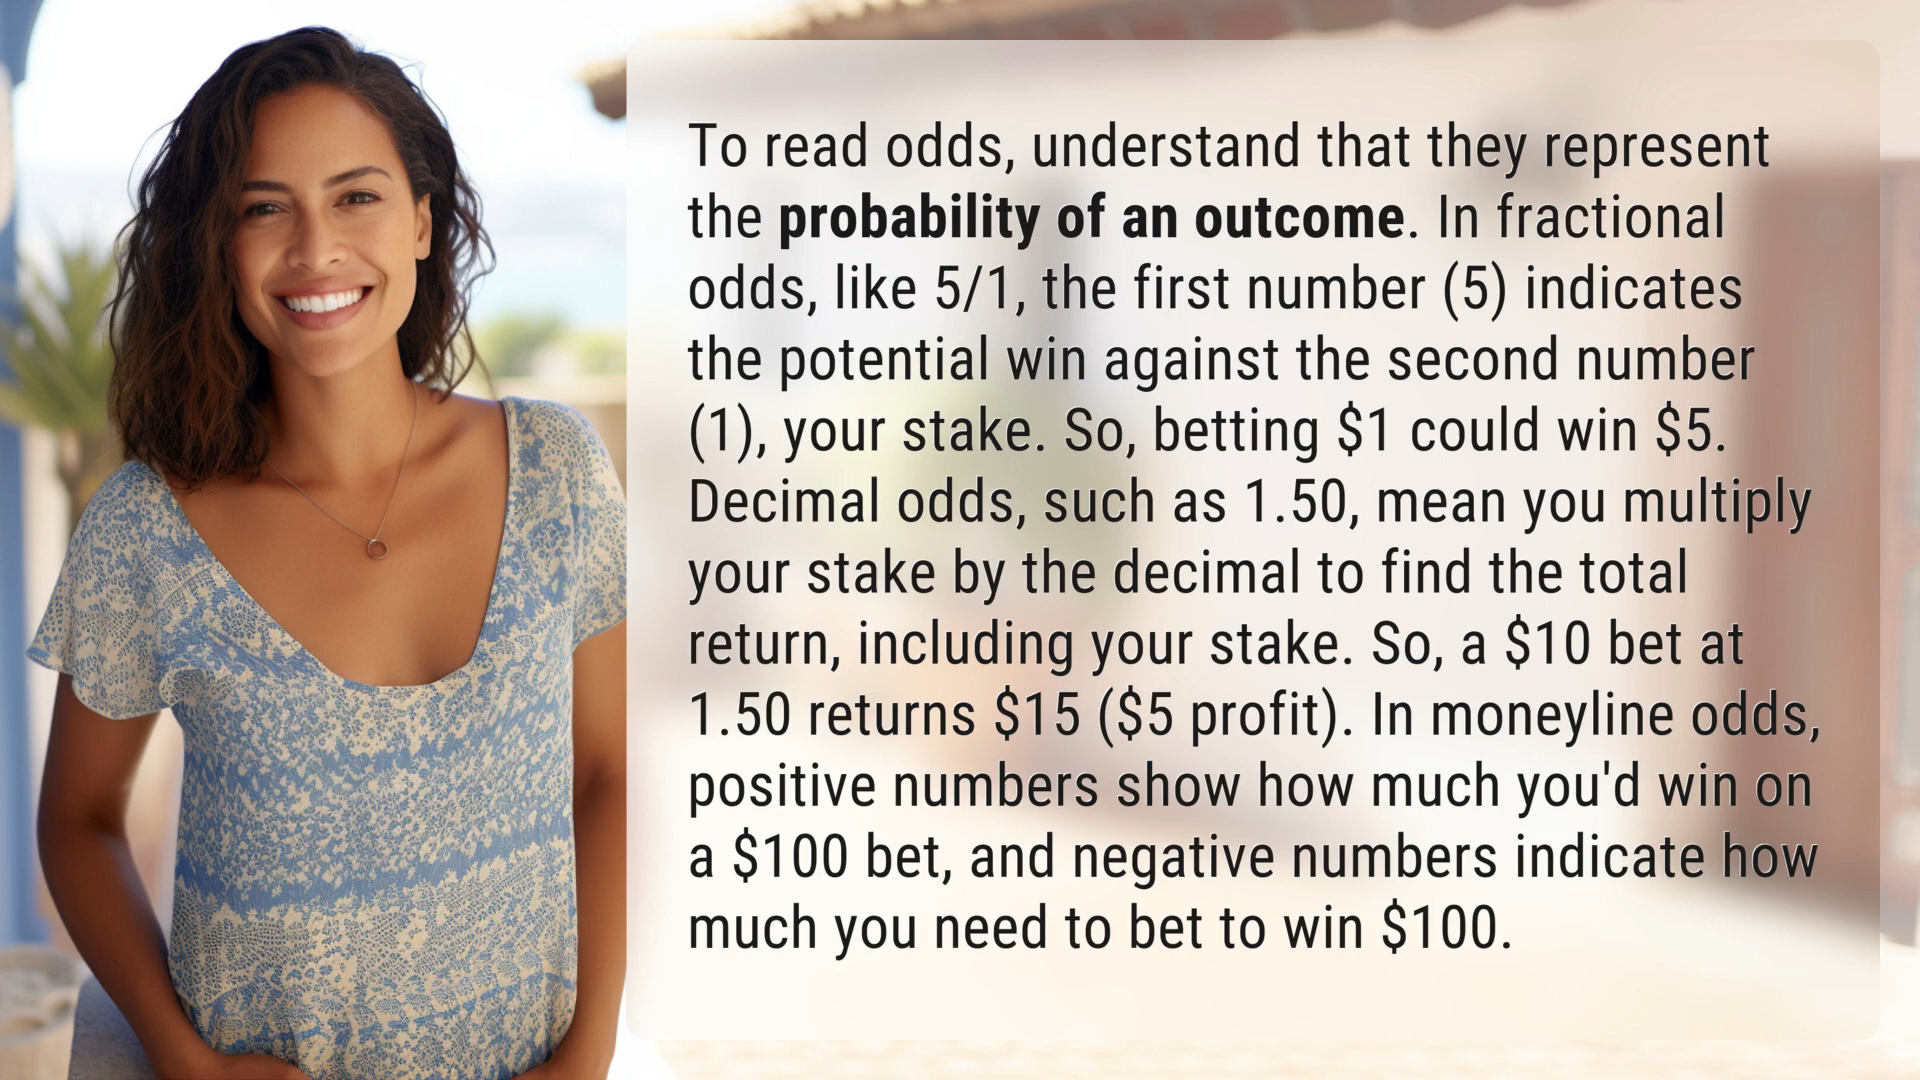 To read odds, understand that they represent
the probability of an outcome. In fractional
odds, like 5/1, the first number (5) indicates
the potential win against the second number
(1), your stake. So, betting $1 could win $5.
Decimal odds, such as 1.50, mean you multiply
your stake by the decimal to find the total
return, including your stake. So, a $10 bet at
1.50 returns $15 ($5 profit). In moneyline odds,
positive numbers show how much you'd win on
a $100 bet, and negative numbers indicate how
much you need to bet to win $100.